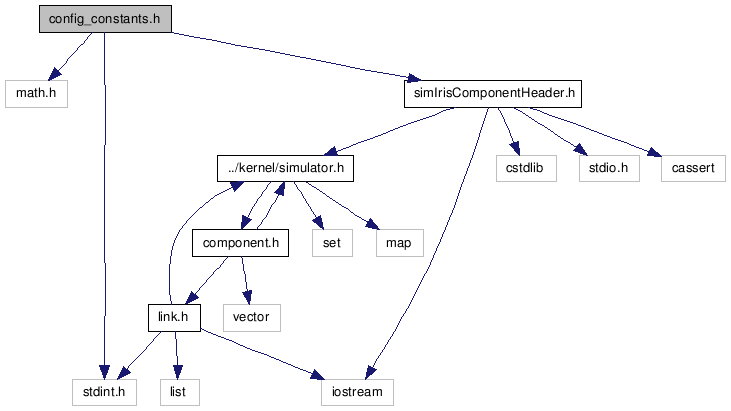 config_constants.h
math.h
simIrisComponentHeader.h
../kernel/simulator.h
cstdlib
stdio.h
cassert
component.h
set
map
link.h
vector
stdint.h
list
iostream